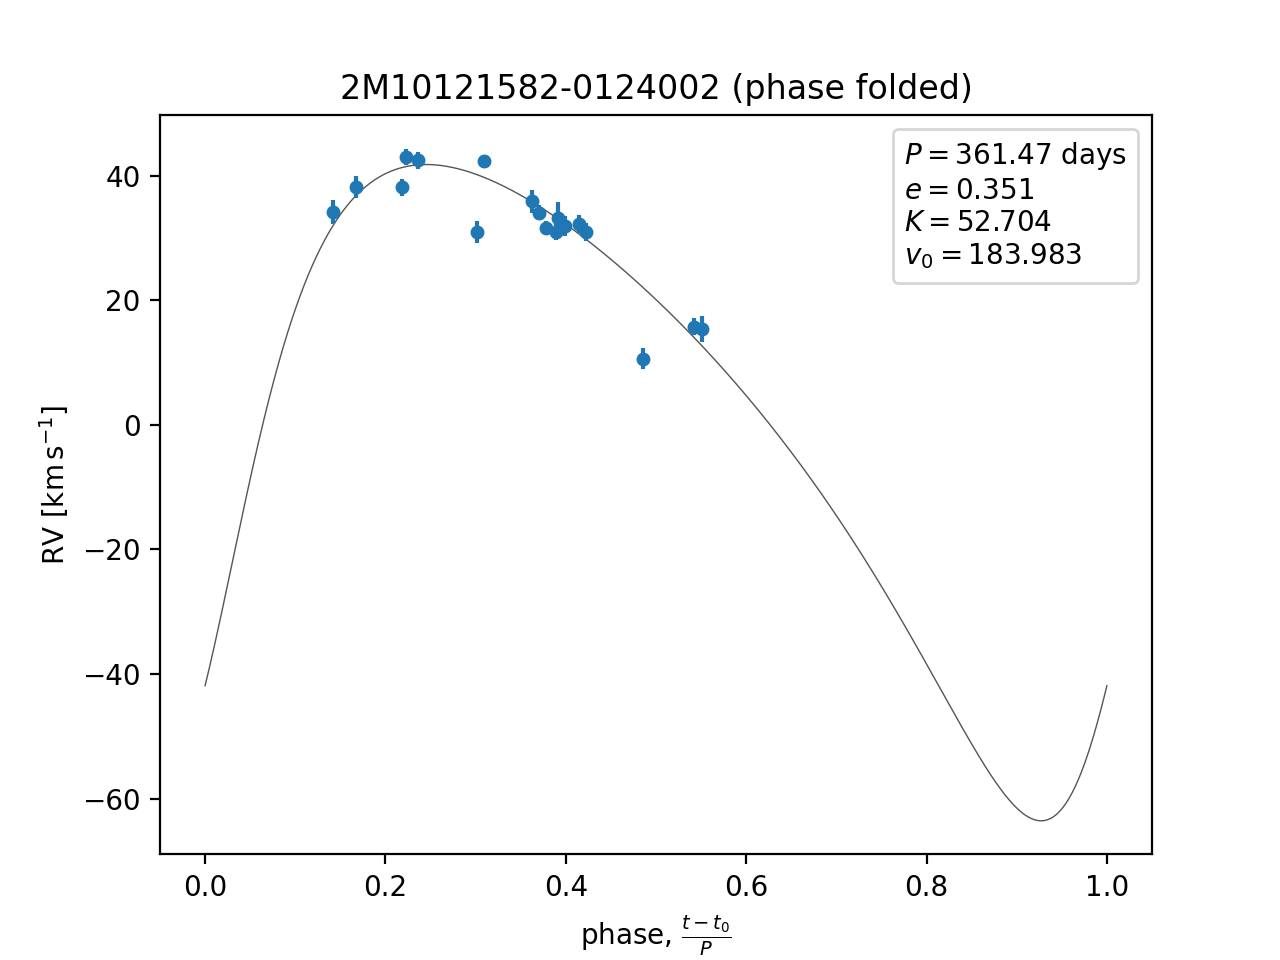 2M10121582-0124002 (phase folded)
P = 361.47 days
e = 0.351
K = 52.704
v₀ = 183.983
40
20
0
−20
−40
−60
RV [km s⁻¹]
0.0 0.2 0.4 0.6 0.8 1.0
phase, (t − t₀)/P